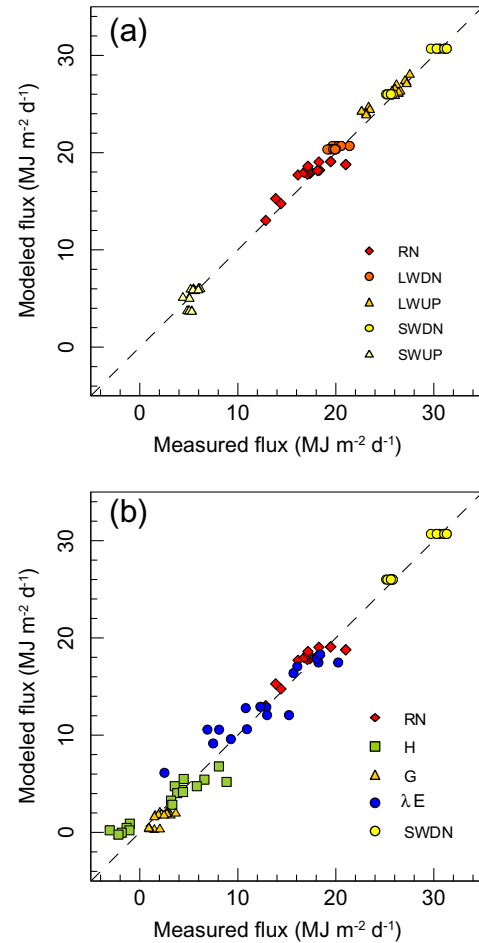 (a)
30
20
10
0
Modeled flux (MJ m-2 d-1)
RN
LWDN
LWUP
SWDN
SWUP
0 10 20 30
Measured flux (MJ m-2 d-1)
(b)
30
20
10
0
Modeled flux (MJ m-2 d-1)
RN
H
G
λE
SWDN
0 10 20 30
Measured flux (MJ m-2 d-1)